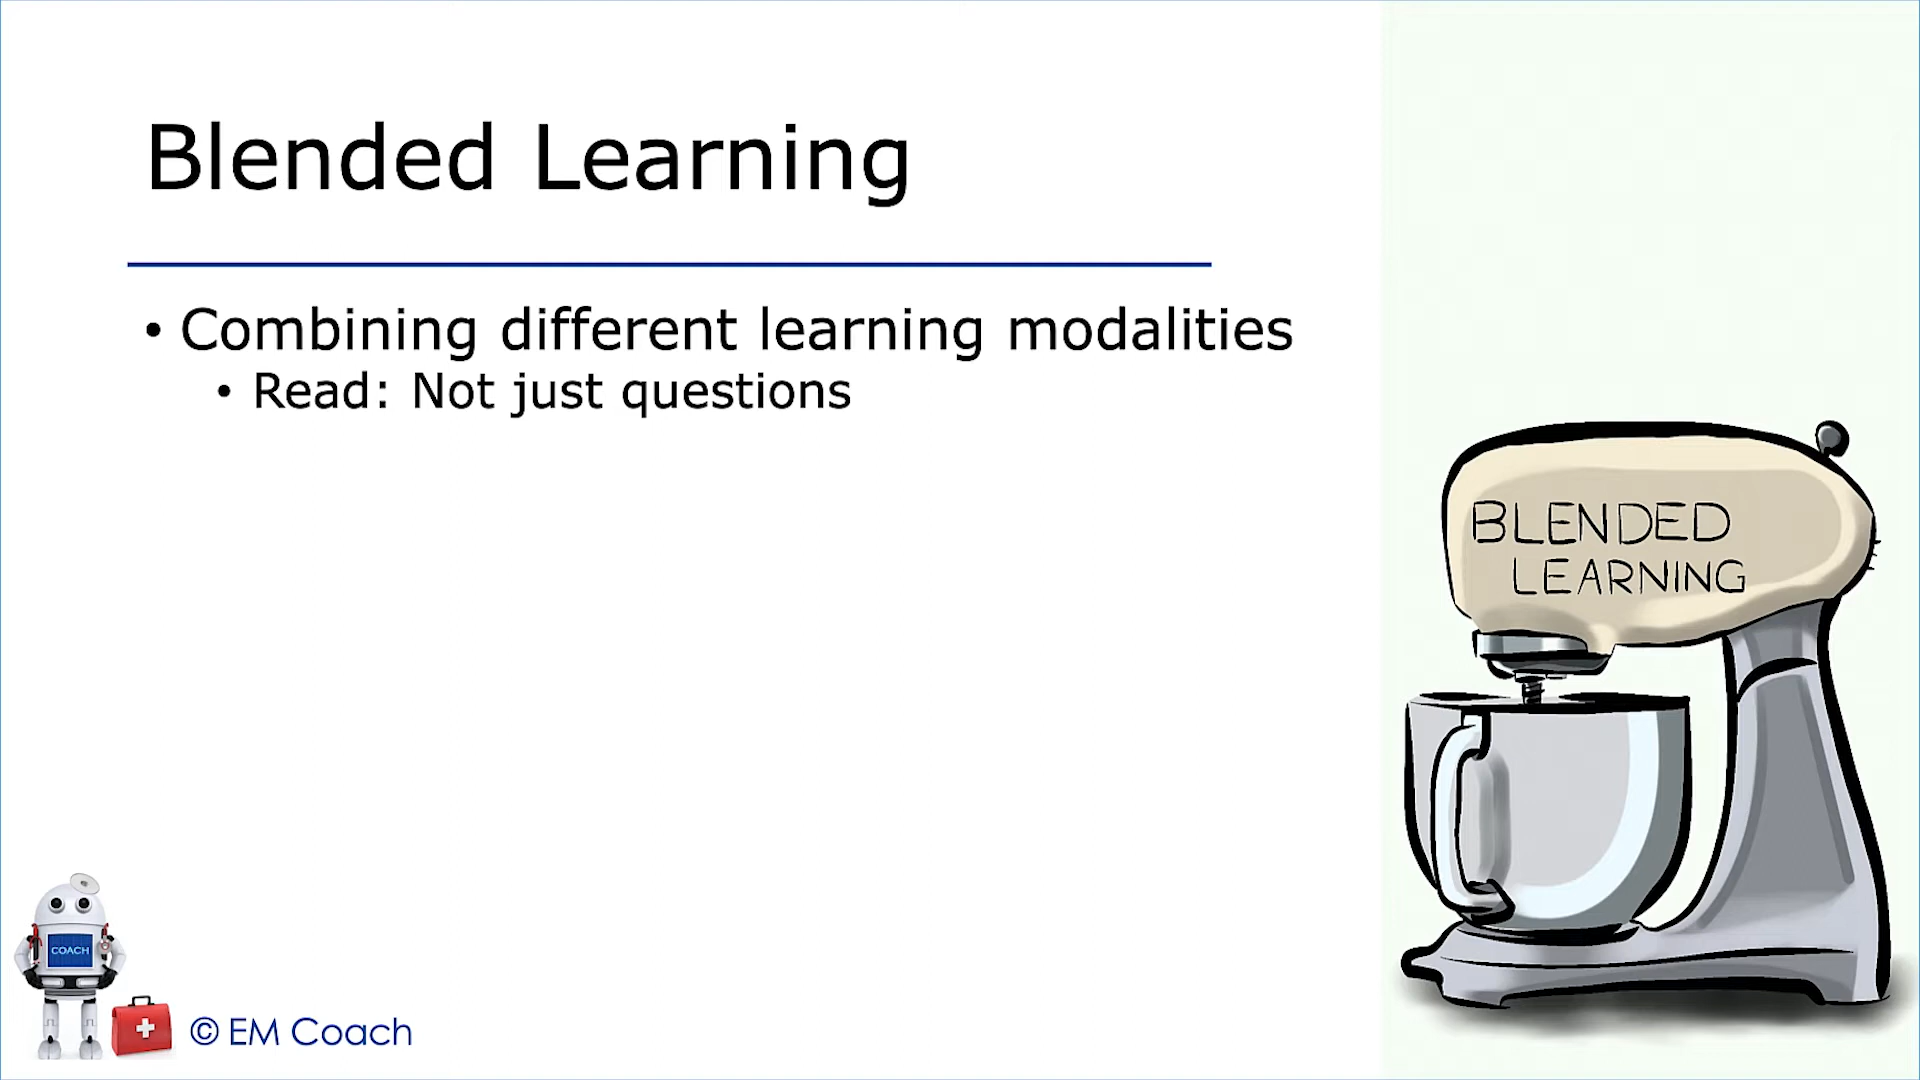 Blended Learning
• Combining different learning modalities
• Read: Not just questions
BLENDED
LEARNING
COACH
© EM Coach